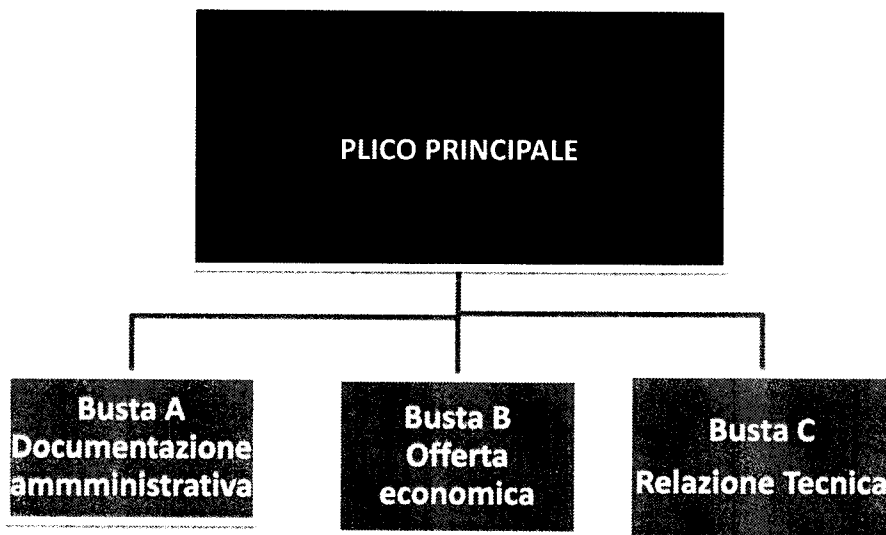 PLICO PRINCIPALE
Busta A
Documentazione
ammministrativa
Busta B
Offerta
economica
Busta C
Relazione Tecnica